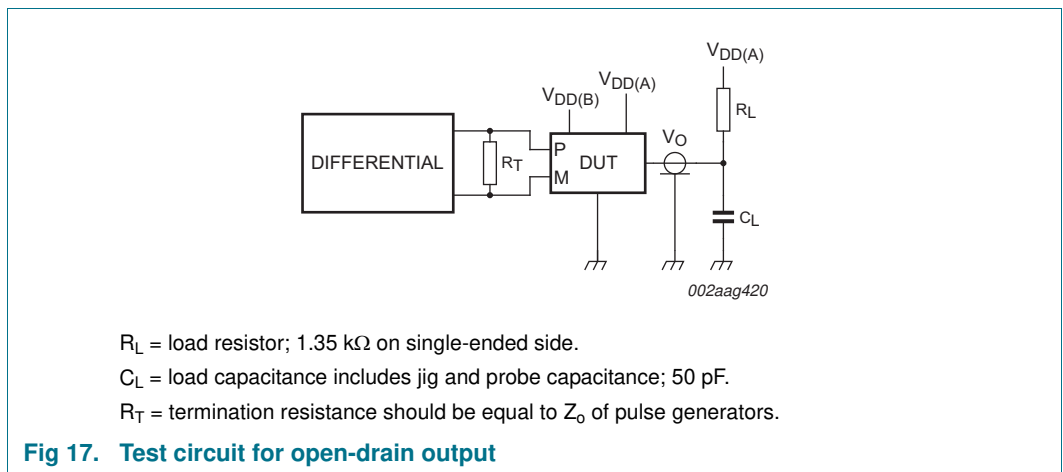 VDD(A)
VDD(A)
VDD(B)
RL
VO
DIFFERENTIAL
RT
P
M
DUT
CL
002aag420
RL = load resistor; 1.35 kΩ on single-ended side.
CL = load capacitance includes jig and probe capacitance; 50 pF.
RT = termination resistance should be equal to Zo of pulse generators.
Fig 17. Test circuit for open-drain output